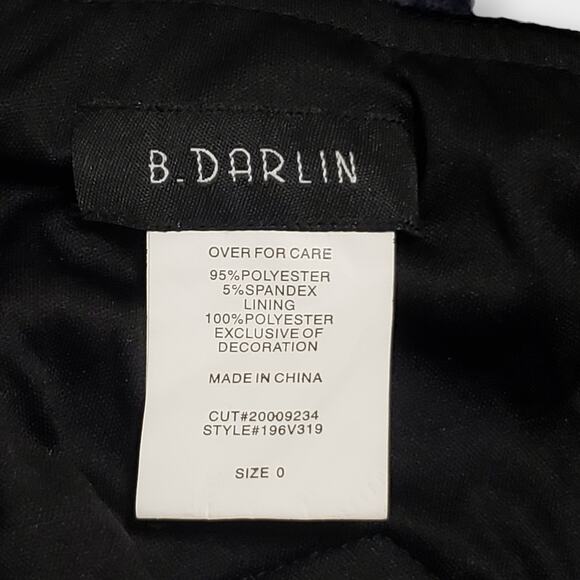 B.DARLIN
OVER FOR CARE
95%POLYESTER
5%SPANDEX
LINING
100%POLYESTER
EXCLUSIVE OF
DECORATION
MADE IN CHINA
CUT#20009234
STYLE#196V319
SIZE 0